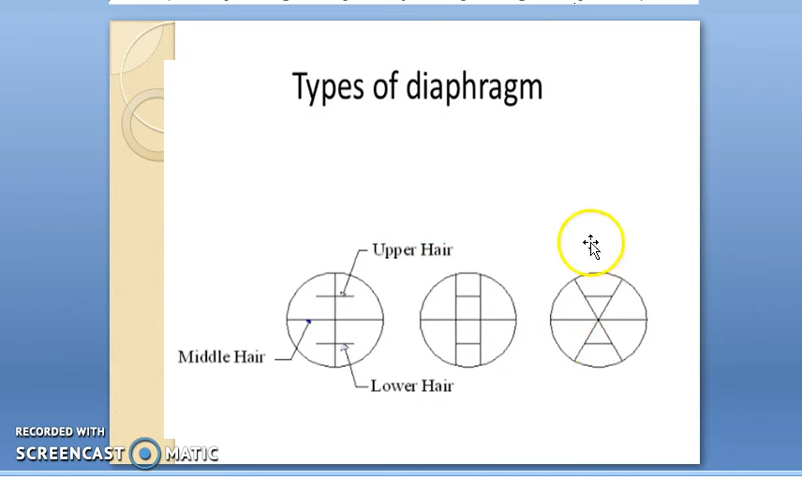 Types of diaphragm
Upper Hair
Middle Hair
Lower Hair
RECORDED WITH
SCREENCAST MATIC